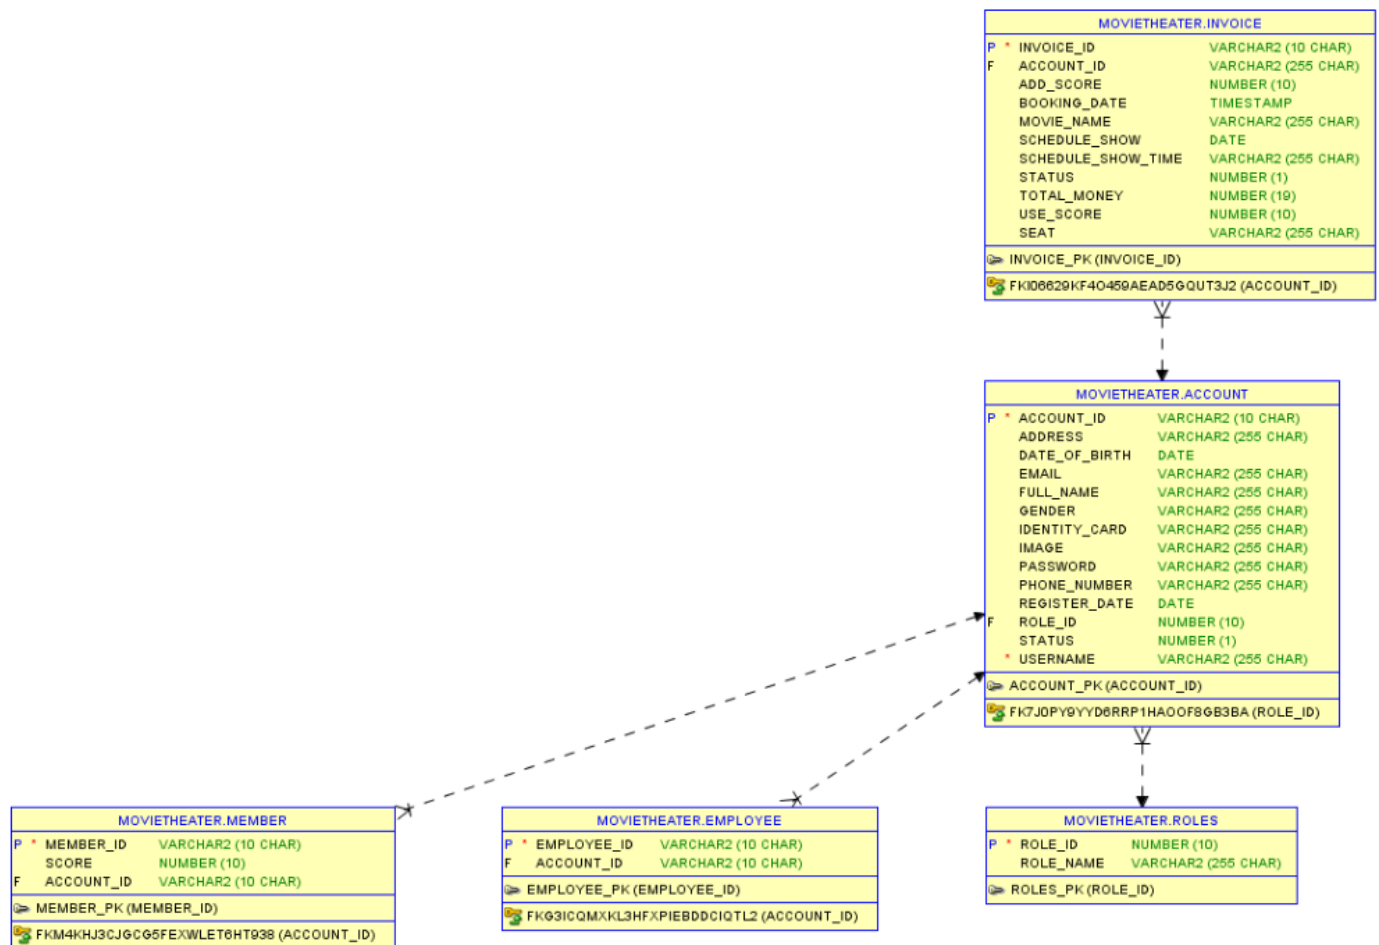 MOVIETHEATER.INVOICE
P * INVOICE_ID VARCHAR2 (10 CHAR)
F ACCOUNT_ID VARCHAR2 (255 CHAR)
ADD_SCORE NUMBER (10)
BOOKING_DATE TIMESTAMP
MOVIE_NAME VARCHAR2 (255 CHAR)
SCHEDULE_SHOW DATE
SCHEDULE_SHOW_TIME VARCHAR2 (255 CHAR)
STATUS NUMBER (1)
TOTAL_MONEY NUMBER (19)
USE_SCORE NUMBER (10)
SEAT VARCHAR2 (255 CHAR)
INVOICE_PK (INVOICE_ID)
FKI06629KF4O459AEAD5GQUT3J2 (ACCOUNT_ID)
MOVIETHEATER.ACCOUNT
P * ACCOUNT_ID VARCHAR2 (10 CHAR)
ADDRESS VARCHAR2 (255 CHAR)
DATE_OF_BIRTH DATE
EMAIL VARCHAR2 (255 CHAR)
FULL_NAME VARCHAR2 (255 CHAR)
GENDER VARCHAR2 (255 CHAR)
IDENTITY_CARD VARCHAR2 (255 CHAR)
IMAGE VARCHAR2 (255 CHAR)
PASSWORD VARCHAR2 (255 CHAR)
PHONE_NUMBER VARCHAR2 (255 CHAR)
REGISTER_DATE DATE
F ROLE_ID NUMBER (10)
STATUS NUMBER (1)
* USERNAME VARCHAR2 (255 CHAR)
ACCOUNT_PK (ACCOUNT_ID)
FK7J0PY9YYD6RRP1HAOOF8GB3BA (ROLE_ID)
MOVIETHEATER.MEMBER
P * MEMBER_ID VARCHAR2 (10 CHAR)
SCORE NUMBER (10)
F ACCOUNT_ID VARCHAR2 (10 CHAR)
MEMBER_PK (MEMBER_ID)
FKM4KHJ3CJGCG5FEXWLET6HT938 (ACCOUNT_ID)
MOVIETHEATER.EMPLOYEE
P * EMPLOYEE_ID VARCHAR2 (10 CHAR)
F ACCOUNT_ID VARCHAR2 (10 CHAR)
EMPLOYEE_PK (EMPLOYEE_ID)
FKG3ICQMXKL3HFXPIEBDDCIQTL2 (ACCOUNT_ID)
MOVIETHEATER.ROLES
P * ROLE_ID NUMBER (10)
ROLE_NAME VARCHAR2 (255 CHAR)
ROLES_PK (ROLE_ID)